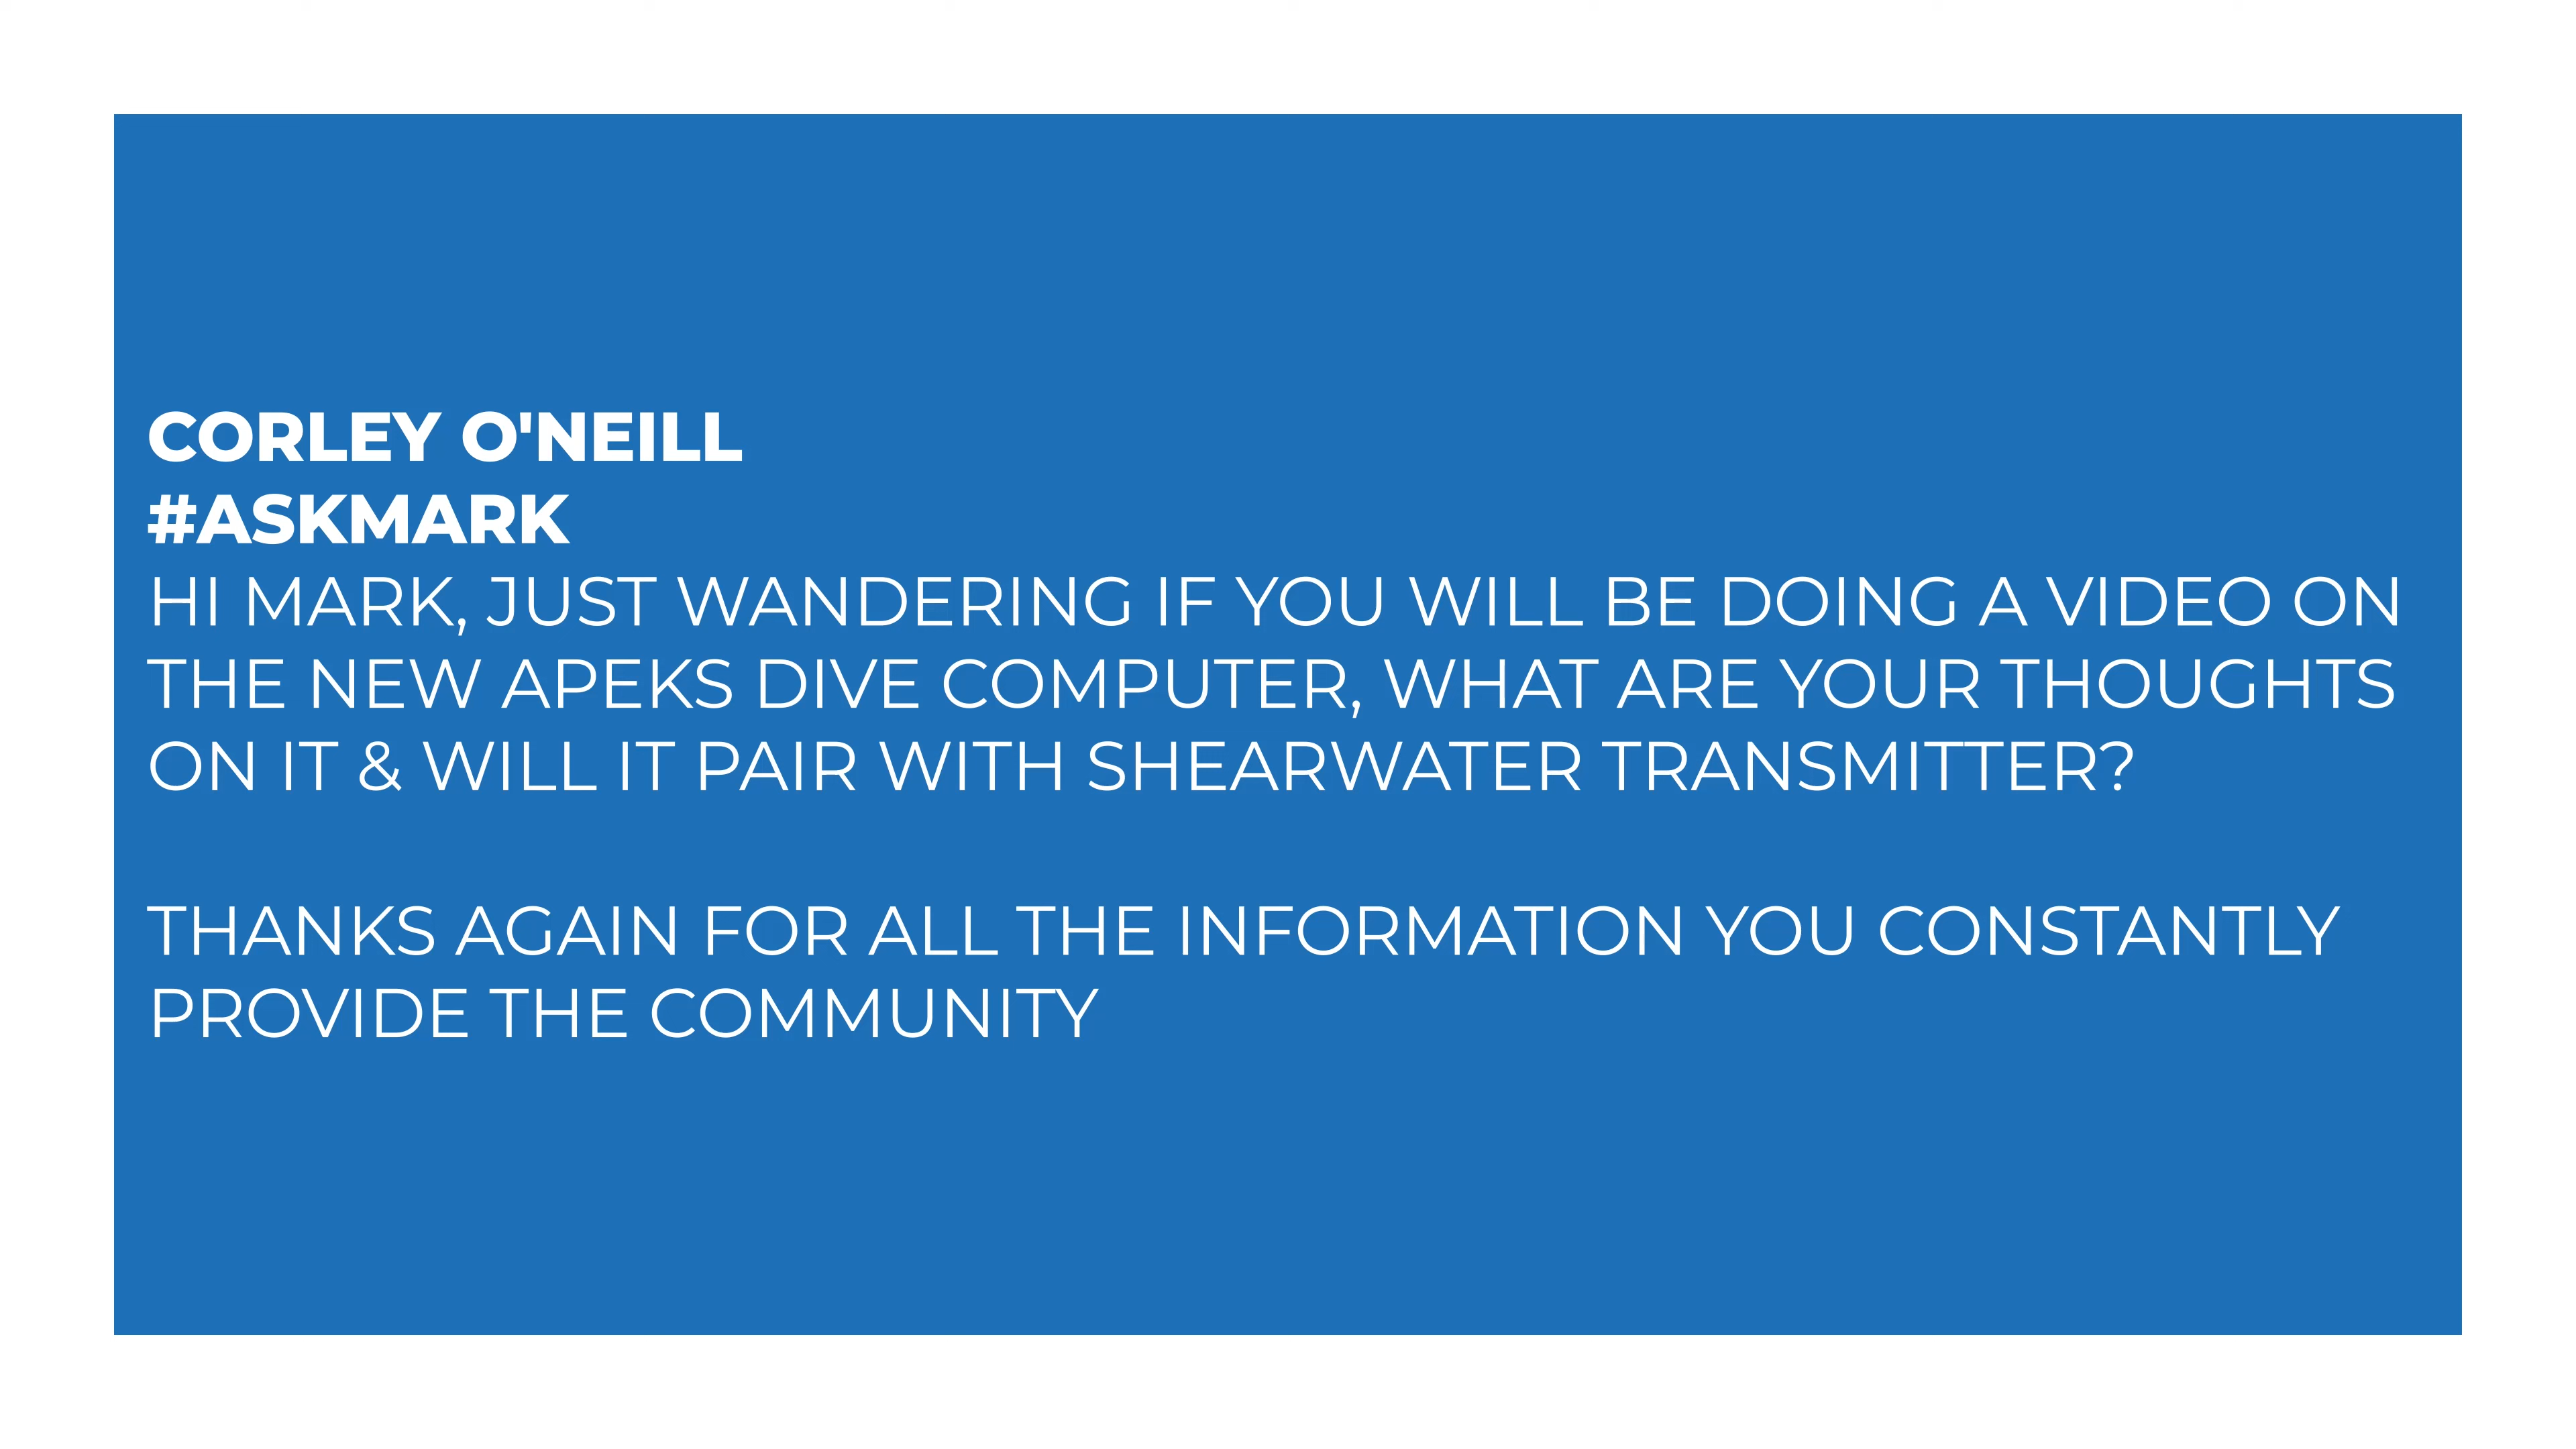 CORLEY O'NEILL
#ASKMARK
HI MARK, JUST WANDERING IF YOU WILL BE DOING A VIDEO ON
THE NEW APEKS DIVE COMPUTER, WHAT ARE YOUR THOUGHTS
ON IT & WILL IT PAIR WITH SHEARWATER TRANSMITTER?
THANKS AGAIN FOR ALL THE INFORMATION YOU CONSTANTLY
PROVIDE THE COMMUNITY